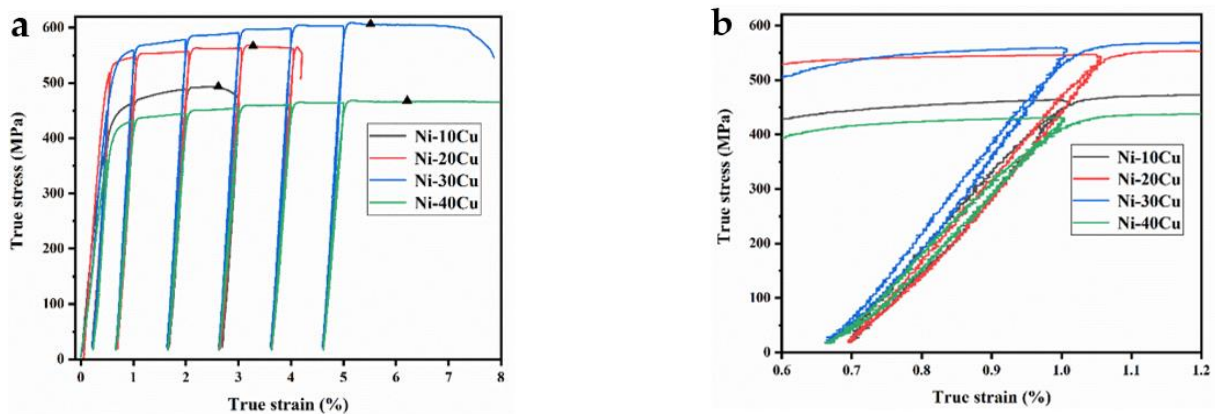 a
True stress (MPa)
600
500
400
300
200
100
0
Ni-10Cu
Ni-20Cu
Ni-30Cu
Ni-40Cu
0 1 2 3 4 5 6 7 8
True strain (%)
b
True stress (MPa)
600
500
400
300
200
100
0
Ni-10Cu
Ni-20Cu
Ni-30Cu
Ni-40Cu
0.6 0.7 0.8 0.9 1.0 1.1 1.2
True strain (%)